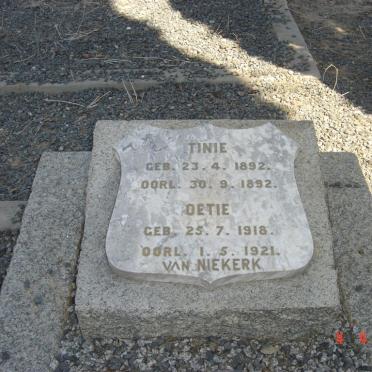 TINIE
GEB. 23. 4. 1892.
OORL. 30. 9. 1892.
OETIE
GEB. 25. 7. 1918.
OORL. 1. 5. 1921.
VAN NIEKERK